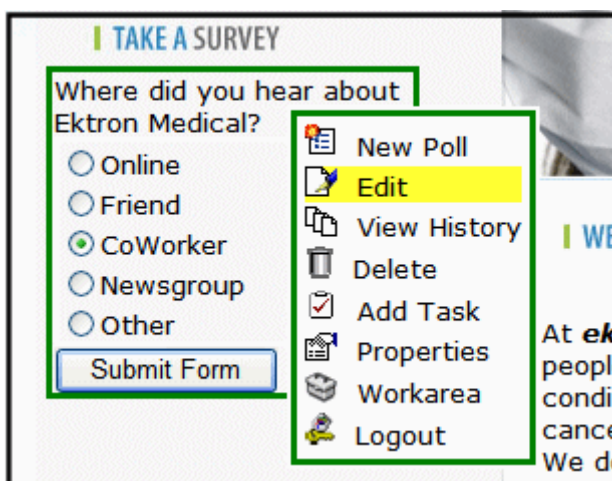 TAKE A SURVEY
Where did you hear about
Ektron Medical?
Online
Friend
CoWorker
Newsgroup
Other
Submit Form
New Poll
Edit
View History
Delete
Add Task
Properties
Workarea
Logout
WE
At ek
peopl
condi
cance
We d